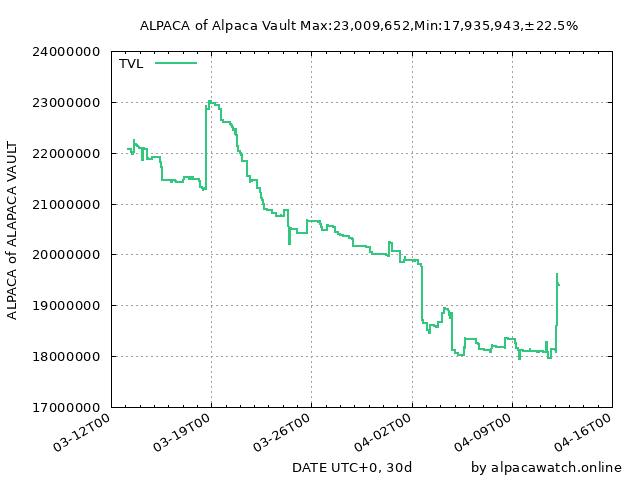 ALPACA of Alpaca Vault Max:23,009,652,Min:17,935,943,±22.5%
TVL
ALPACA of ALAPACA VAULT
24000000
23000000
22000000
21000000
20000000
19000000
18000000
17000000
03-12T00
03-19T00
03-26T00
04-02T00
04-09T00
04-16T00
DATE UTC+0, 30d
by alpacawatch.online